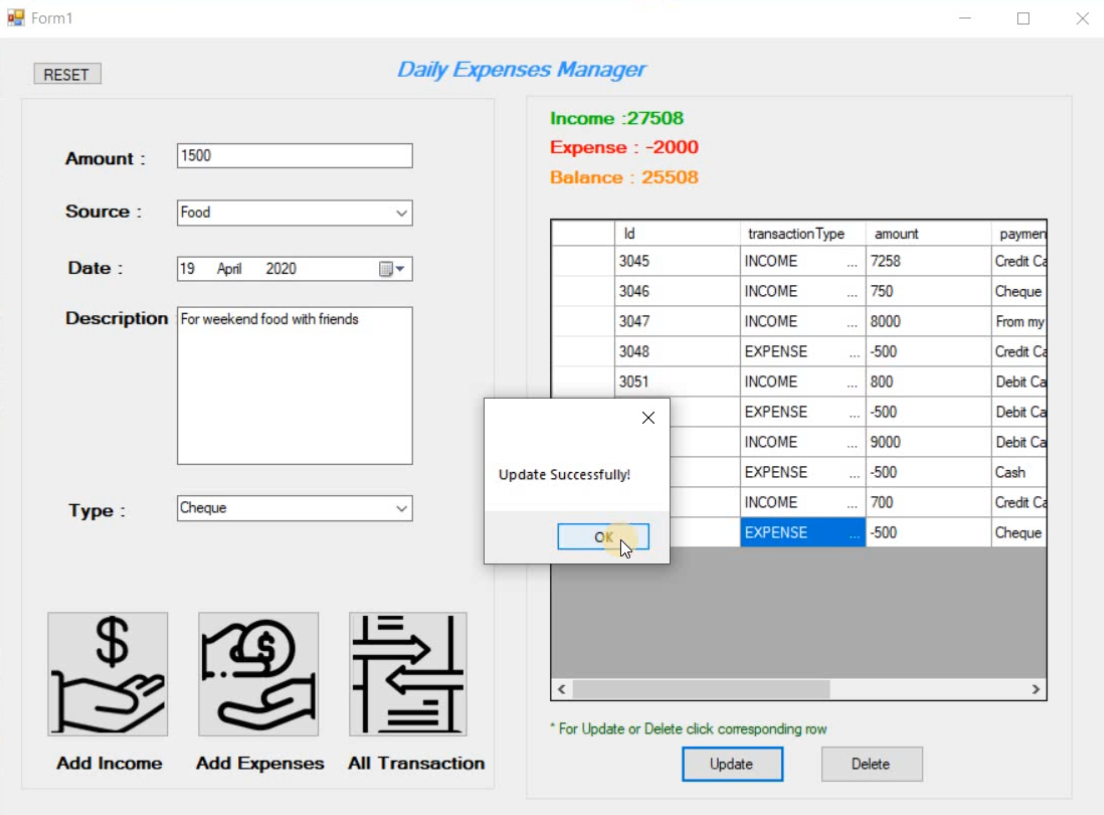 Form1
RESET
Daily Expenses Manager
Amount :
1500
Source :
Food
Date :
19 April 2020
Description
For weekend food with friends
Type :
Cheque
Add Income
Add Expenses
All Transaction
Income :27508
Expense : -2000
Balance : 25508
Id transactionType amount paymen
3045 INCOME ... 7258 Credit Ca
3046 INCOME ... 750 Cheque
3047 INCOME ... 8000 From my
3048 EXPENSE ... -500 Credit Ca
3051 INCOME ... 800 Debit Ca
EXPENSE ... -500 Debit Ca
INCOME ... 9000 Debit Ca
EXPENSE ... -500 Cash
INCOME ... 700 Credit Ca
EXPENSE ... -500 Cheque
Update Successfully!
OK
* For Update or Delete click corresponding row
Update
Delete